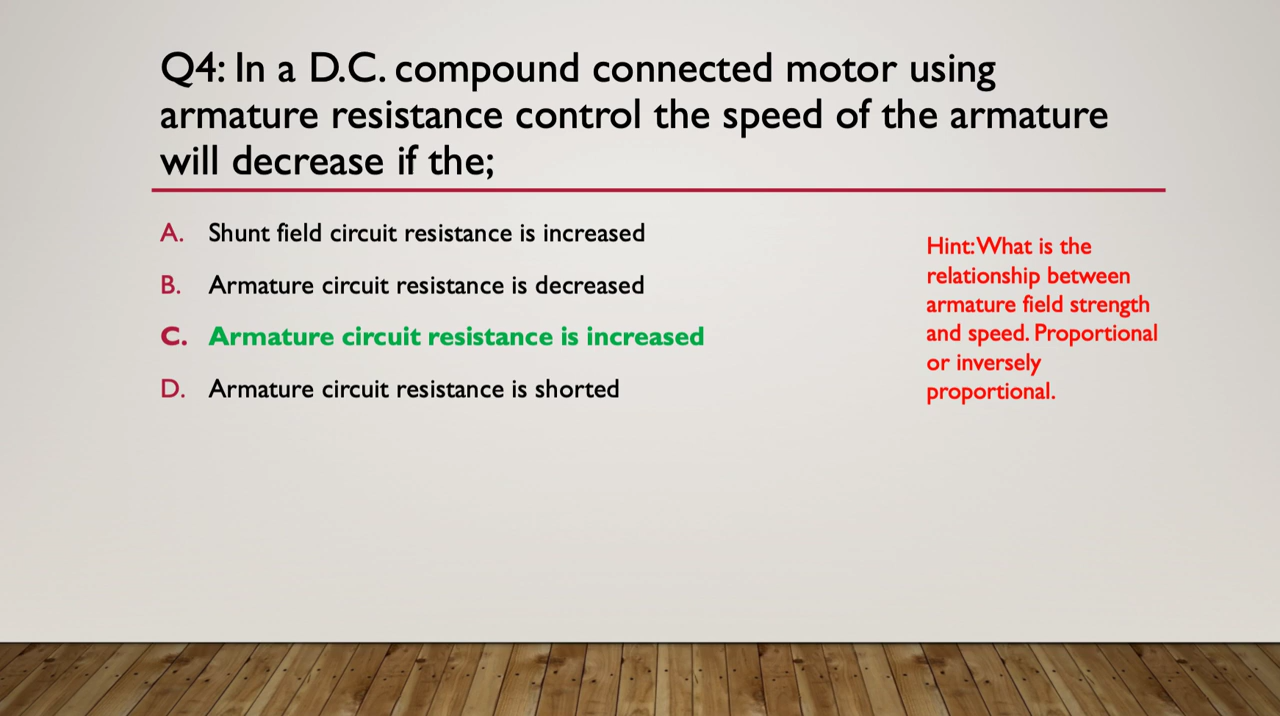 Q4: In a D.C. compound connected motor using
armature resistance control the speed of the armature
will decrease if the;
A. Shunt field circuit resistance is increased
B. Armature circuit resistance is decreased
C. Armature circuit resistance is increased
D. Armature circuit resistance is shorted
Hint: What is the
relationship between
armature field strength
and speed. Proportional
or inversely
proportional.